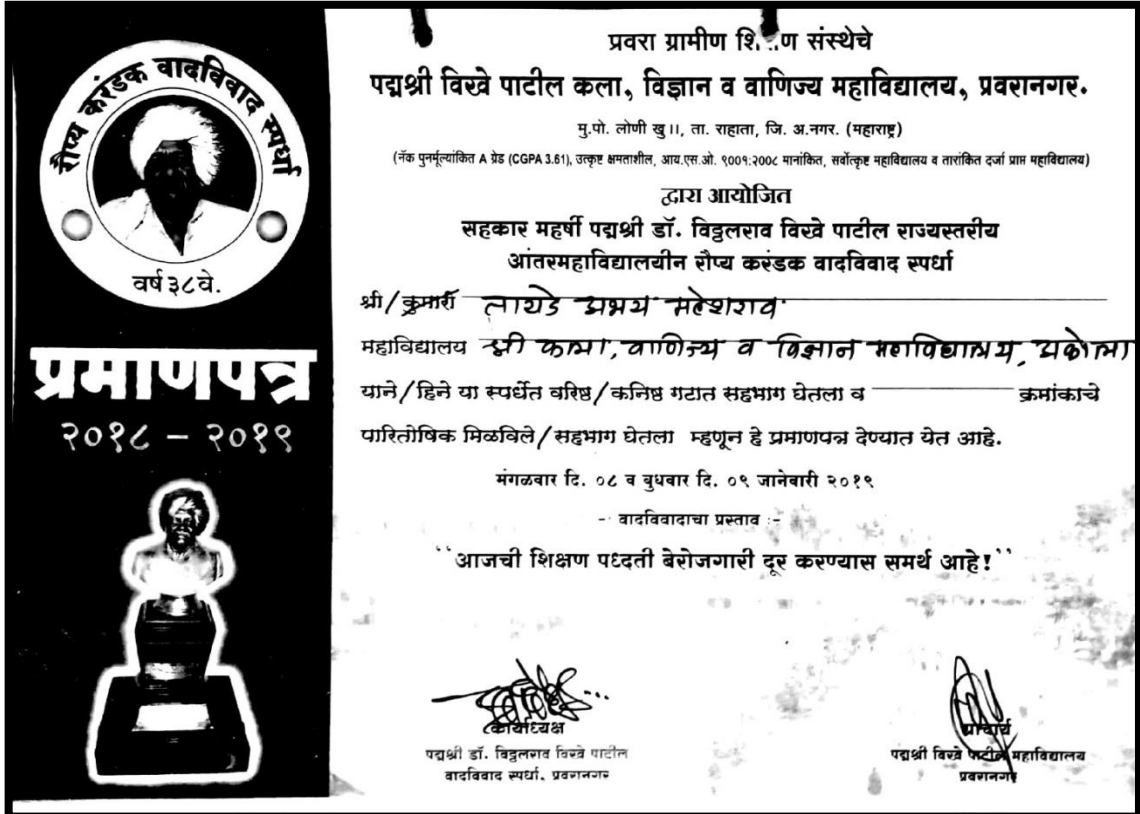 रौप्य करंडक वादविवाद स्पर्धा
वर्ष ३८ वे.
प्रमाणपत्र
२०१८ – २०१९
प्रवरा ग्रामीण शिक्षण संस्थेचे
पद्मश्री विखे पाटील कला, विज्ञान व वाणिज्य महाविद्यालय, प्रवरानगर.
मु.पो. लोणी खु।।, ता. राहाता, जि. अ.नगर. (महाराष्ट्र)
(नॅक पुनर्मूल्यांकित A ग्रेड (CGPA 3.61), उत्कृष्ट क्षमताशील, आय.एस.ओ. ९००१:२००८ मानांकित, सर्वोत्कृष्ट महाविद्यालय व तारांकित दर्जा प्राप्त महाविद्यालय)
द्वारा आयोजित
सहकार महर्षी पद्मश्री डॉ. विठ्ठलराव विखे पाटील राज्यस्तरीय
आंतरमहाविद्यालयीन रौप्य करंडक वादविवाद स्पर्धा
श्री/कुमारी तायडे अभय महेशराव
महाविद्यालय श्री कला, वाणिज्य व विज्ञान महाविद्यालय, अकोला
याने/हिने या स्पर्धेत वरिष्ठ/कनिष्ठ गटात सहभाग घेतला व क्रमांकाचे
पारितोषिक मिळविले/सहभाग घेतला म्हणून हे प्रमाणपत्र देण्यात येत आहे.
मंगळवार दि. ०८ व बुधवार दि. ०९ जानेवारी २०१९
-: वादविवादाचा प्रस्ताव :-
``आजची शिक्षण पध्दती बेरोजगारी दूर करण्यास समर्थ आहे!´´
कार्याध्यक्ष
पद्मश्री डॉ. विठ्ठलराव विखे पाटील
वादविवाद स्पर्धा, प्रवरानगर
प्राचार्य
पद्मश्री विखे पाटील महाविद्यालय
प्रवरानगर